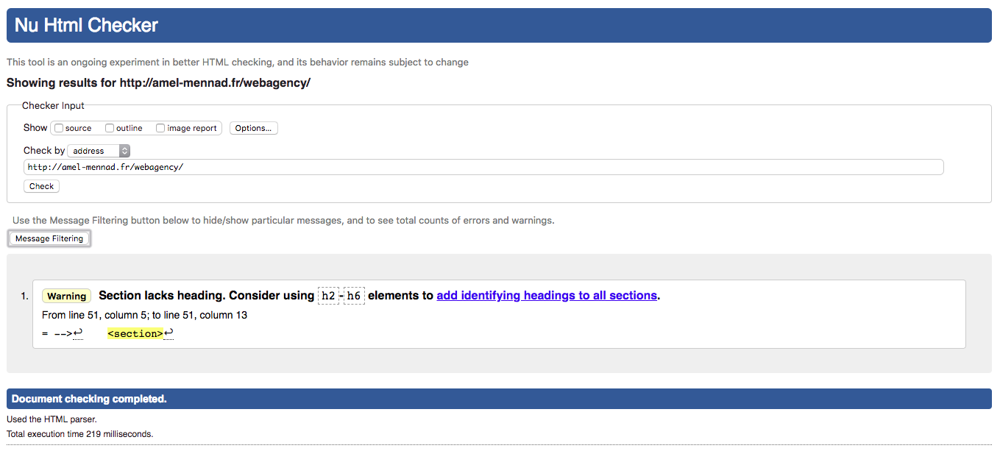 Nu Html Checker
This tool is an ongoing experiment in better HTML checking, and its behavior remains subject to change
Showing results for http://amel-mennad.fr/webagency/
Checker Input
Show source outline image report Options...
Check by address
http://amel-mennad.fr/webagency/
Check
Use the Message Filtering button below to hide/show particular messages, and to see total counts of errors and warnings.
Message Filtering
1. Warning Section lacks heading. Consider using h2-h6 elements to add identifying headings to all sections.
From line 51, column 5; to line 51, column 13
= -->↩ <section>↩
Document checking completed.
Used the HTML parser.
Total execution time 219 milliseconds.